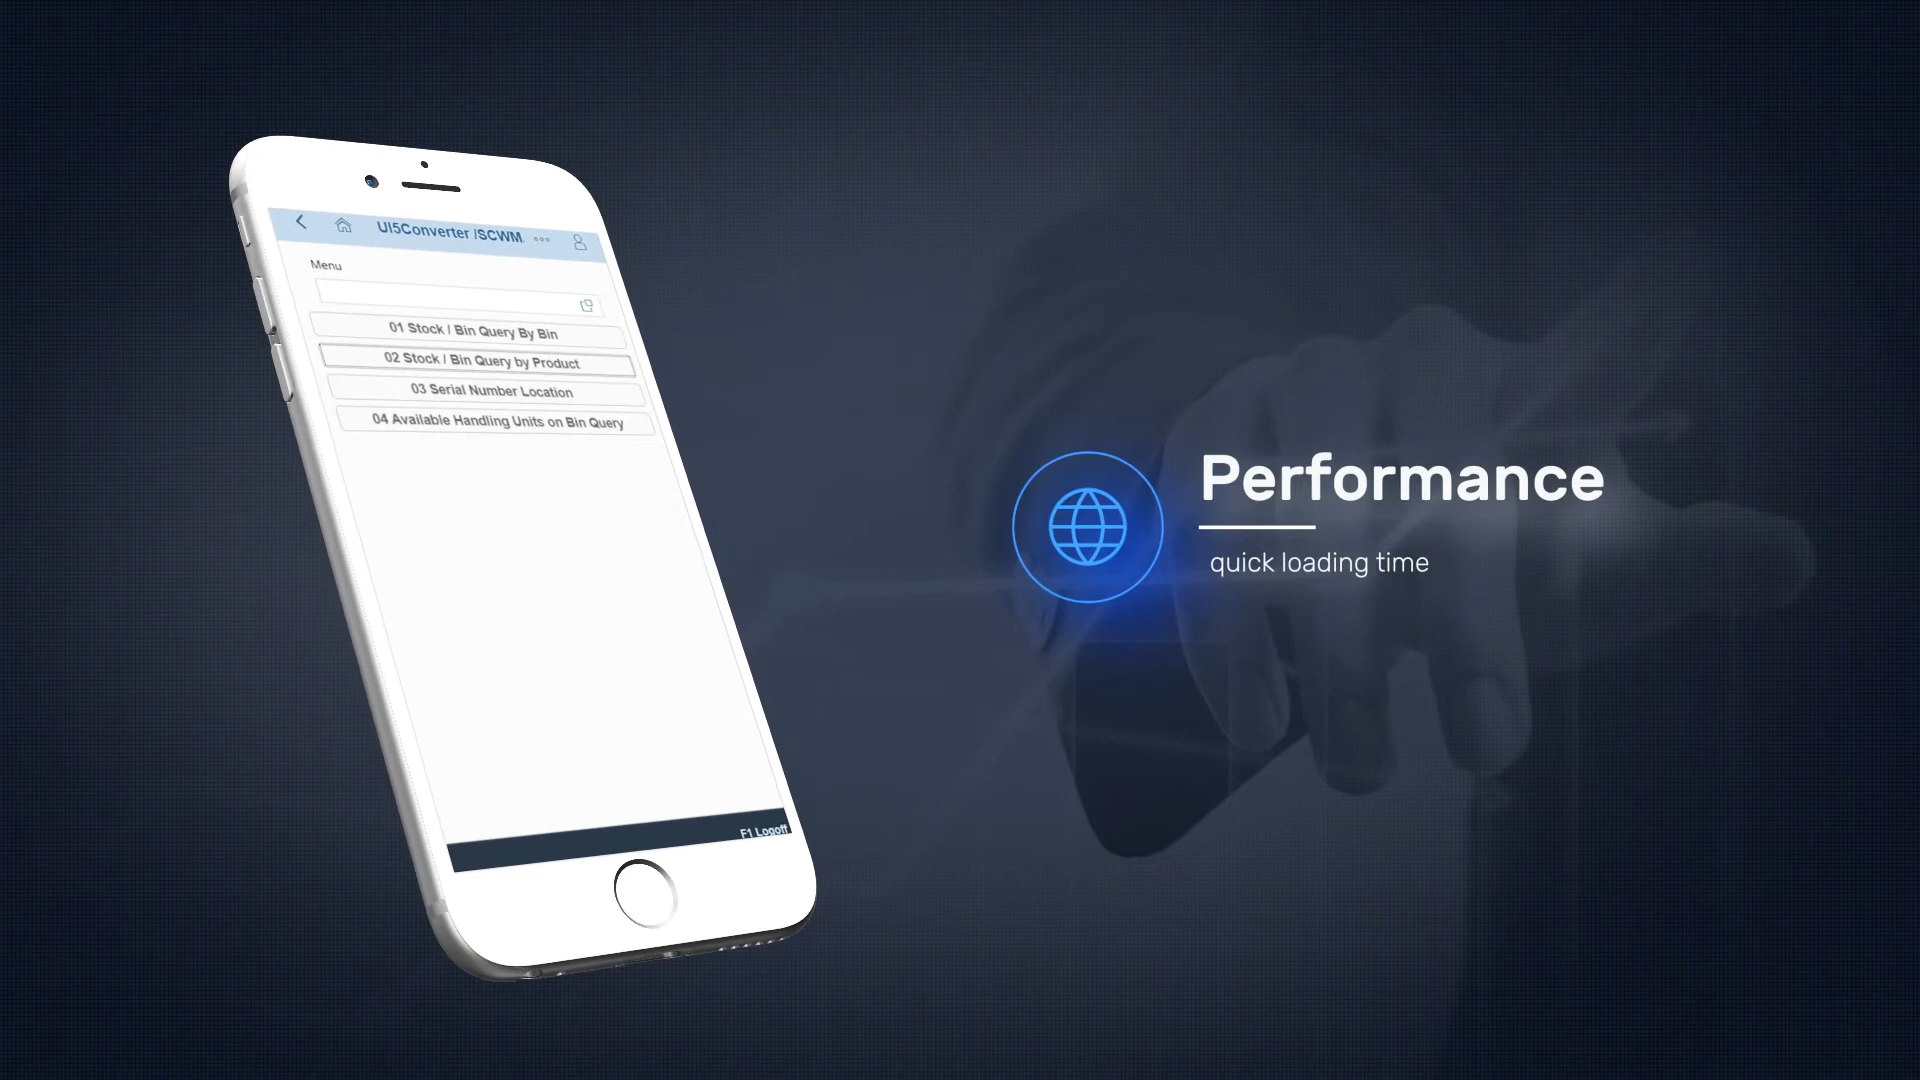 UI5Converter /SCWM.
Menu
01 Stock / Bin Query By Bin
02 Stock / Bin Query by Product
03 Serial Number Location
04 Available Handling Units on Bin Query
F1 Logoff
Performance
quick loading time